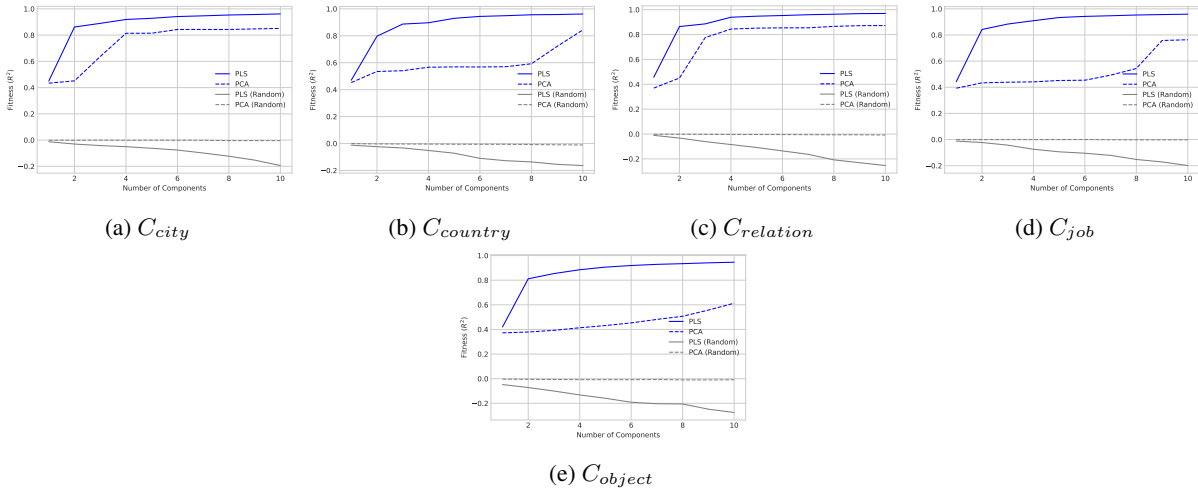 1.0
0.8
0.6
0.4
0.2
0.0
−0.2
Fitness (R²)
PLS
PCA
PLS (Random)
PCA (Random)
2 4 6 8 10
Number of Components
(a) C_city
1.0
0.8
0.6
0.4
0.2
0.0
−0.2
Fitness (R²)
PLS
PCA
PLS (Random)
PCA (Random)
2 4 6 8 10
Number of Components
(b) C_country
1.0
0.8
0.6
0.4
0.2
0.0
−0.2
Fitness (R²)
PLS
PCA
PLS (Random)
PCA (Random)
2 4 6 8 10
Number of Components
(c) C_relation
1.0
0.8
0.6
0.4
0.2
0.0
−0.2
Fitness (R²)
PLS
PCA
PLS (Random)
PCA (Random)
2 4 6 8 10
Number of Components
(d) C_job
1.0
0.8
0.6
0.4
0.2
0.0
−0.2
Fitness (R²)
PLS
PCA
PLS (Random)
PCA (Random)
2 4 6 8 10
Number of Components
(e) C_object